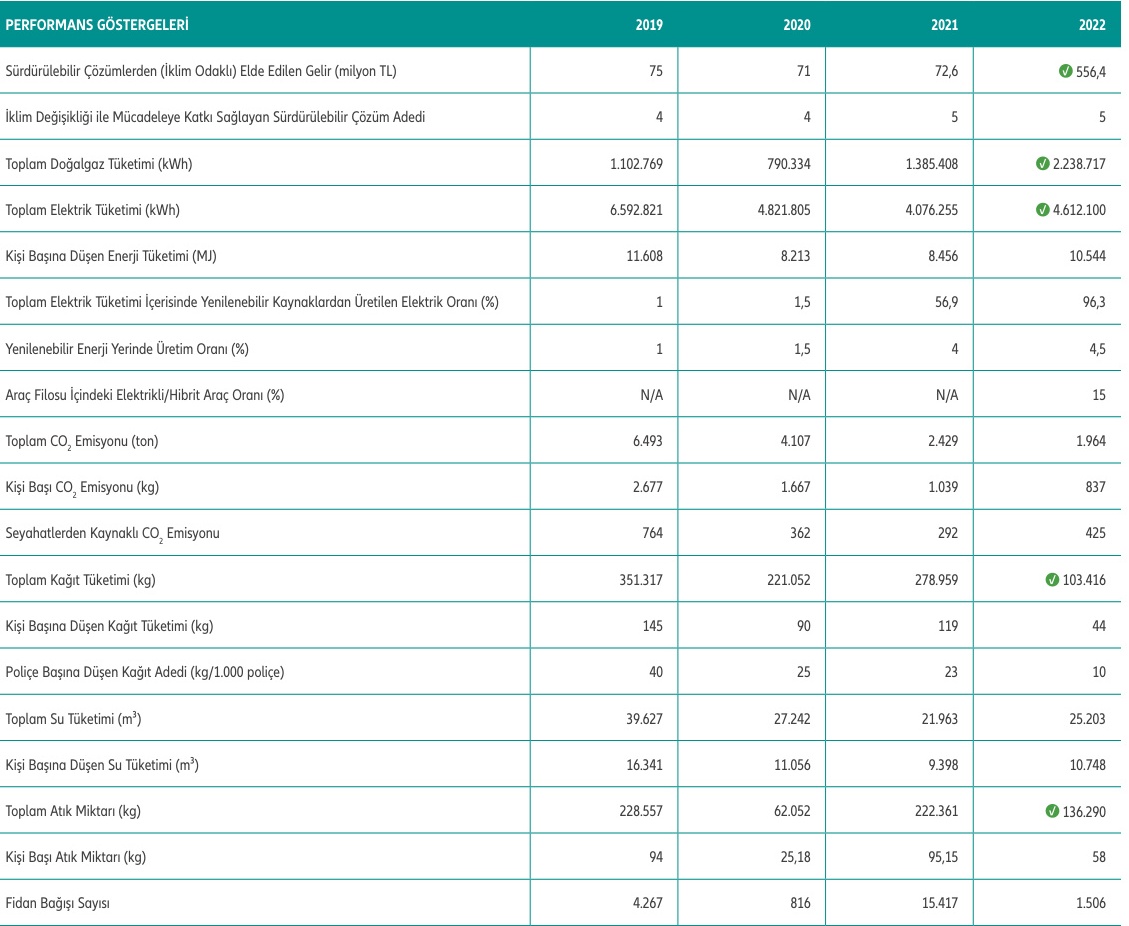 PERFORMANS GÖSTERGELERİ 2019 2020 2021 2022
Sürdürülebilir Çözümlerden (İklim Odaklı) Elde Edilen Gelir (milyon TL) 75 71 72,6 556,4
İklim Değişikliği ile Mücadeleye Katkı Sağlayan Sürdürülebilir Çözüm Adedi 4 4 5 5
Toplam Doğalgaz Tüketimi (kWh) 1.102.769 790.334 1.385.408 2.238.717
Toplam Elektrik Tüketimi (kWh) 6.592.821 4.821.805 4.076.255 4.612.100
Kişi Başına Düşen Enerji Tüketimi (MJ) 11.608 8.213 8.456 10.544
Toplam Elektrik Tüketimi İçerisinde Yenilenebilir Kaynaklardan Üretilen Elektrik Oranı (%) 1 1,5 56,9 96,3
Yenilenebilir Enerji Yerinde Üretim Oranı (%) 1 1,5 4 4,5
Araç Filosu İçindeki Elektrikli/Hibrit Araç Oranı (%) N/A N/A N/A 15
Toplam CO₂ Emisyonu (ton) 6.493 4.107 2.429 1.964
Kişi Başı CO₂ Emisyonu (kg) 2.677 1.667 1.039 837
Seyahatlerden Kaynaklı CO₂ Emisyonu 764 362 292 425
Toplam Kağıt Tüketimi (kg) 351.317 221.052 278.959 103.416
Kişi Başına Düşen Kağıt Tüketimi (kg) 145 90 119 44
Poliçe Başına Düşen Kağıt Adedi (kg/1.000 poliçe) 40 25 23 10
Toplam Su Tüketimi (m³) 39.627 27.242 21.963 25.203
Kişi Başına Düşen Su Tüketimi (m³) 16.341 11.056 9.398 10.748
Toplam Atık Miktarı (kg) 228.557 62.052 222.361 136.290
Kişi Başı Atık Miktarı (kg) 94 25,18 95,15 58
Fidan Bağışı Sayısı 4.267 816 15.417 1.506